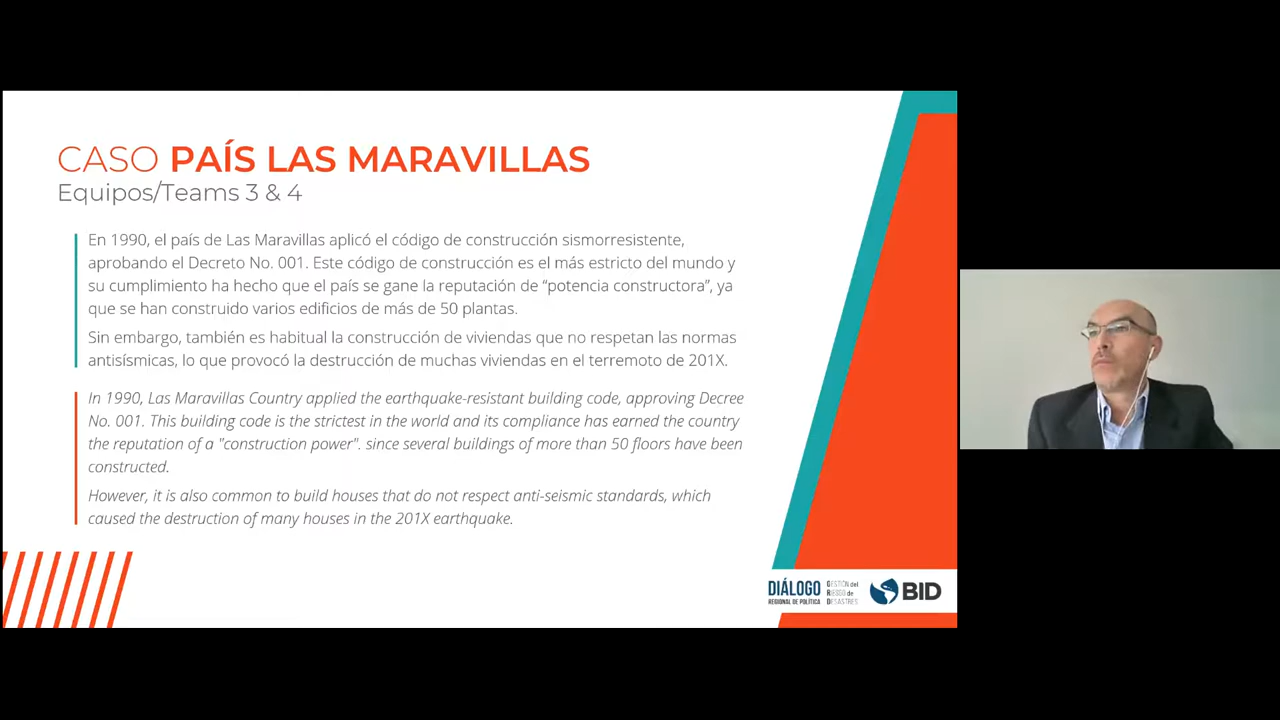 CASO PAÍS LAS MARAVILLAS
Equipos/Teams 3 & 4
En 1990, el país de Las Maravillas aplicó el código de construcción sismorresistente,
aprobando el Decreto No. 001. Este código de construcción es el más estricto del mundo y
su cumplimiento ha hecho que el país se gane la reputación de “potencia constructora”, ya
que se han construido varios edificios de más de 50 plantas.
Sin embargo, también es habitual la construcción de viviendas que no respetan las normas
antisísmicas, lo que provocó la destrucción de muchas viviendas en el terremoto de 201X.
In 1990, Las Maravillas Country applied the earthquake-resistant building code, approving Decree
No. 001. This building code is the strictest in the world and its compliance has earned the country
the reputation of a "construction power". since several buildings of more than 50 floors have been
constructed.
However, it is also common to build houses that do not respect anti-seismic standards, which
caused the destruction of many houses in the 201X earthquake.
DIÁLOGO
REGIONAL DE POLÍTICA
GESTIÓN del
RIESGO de
DESASTRES
BID